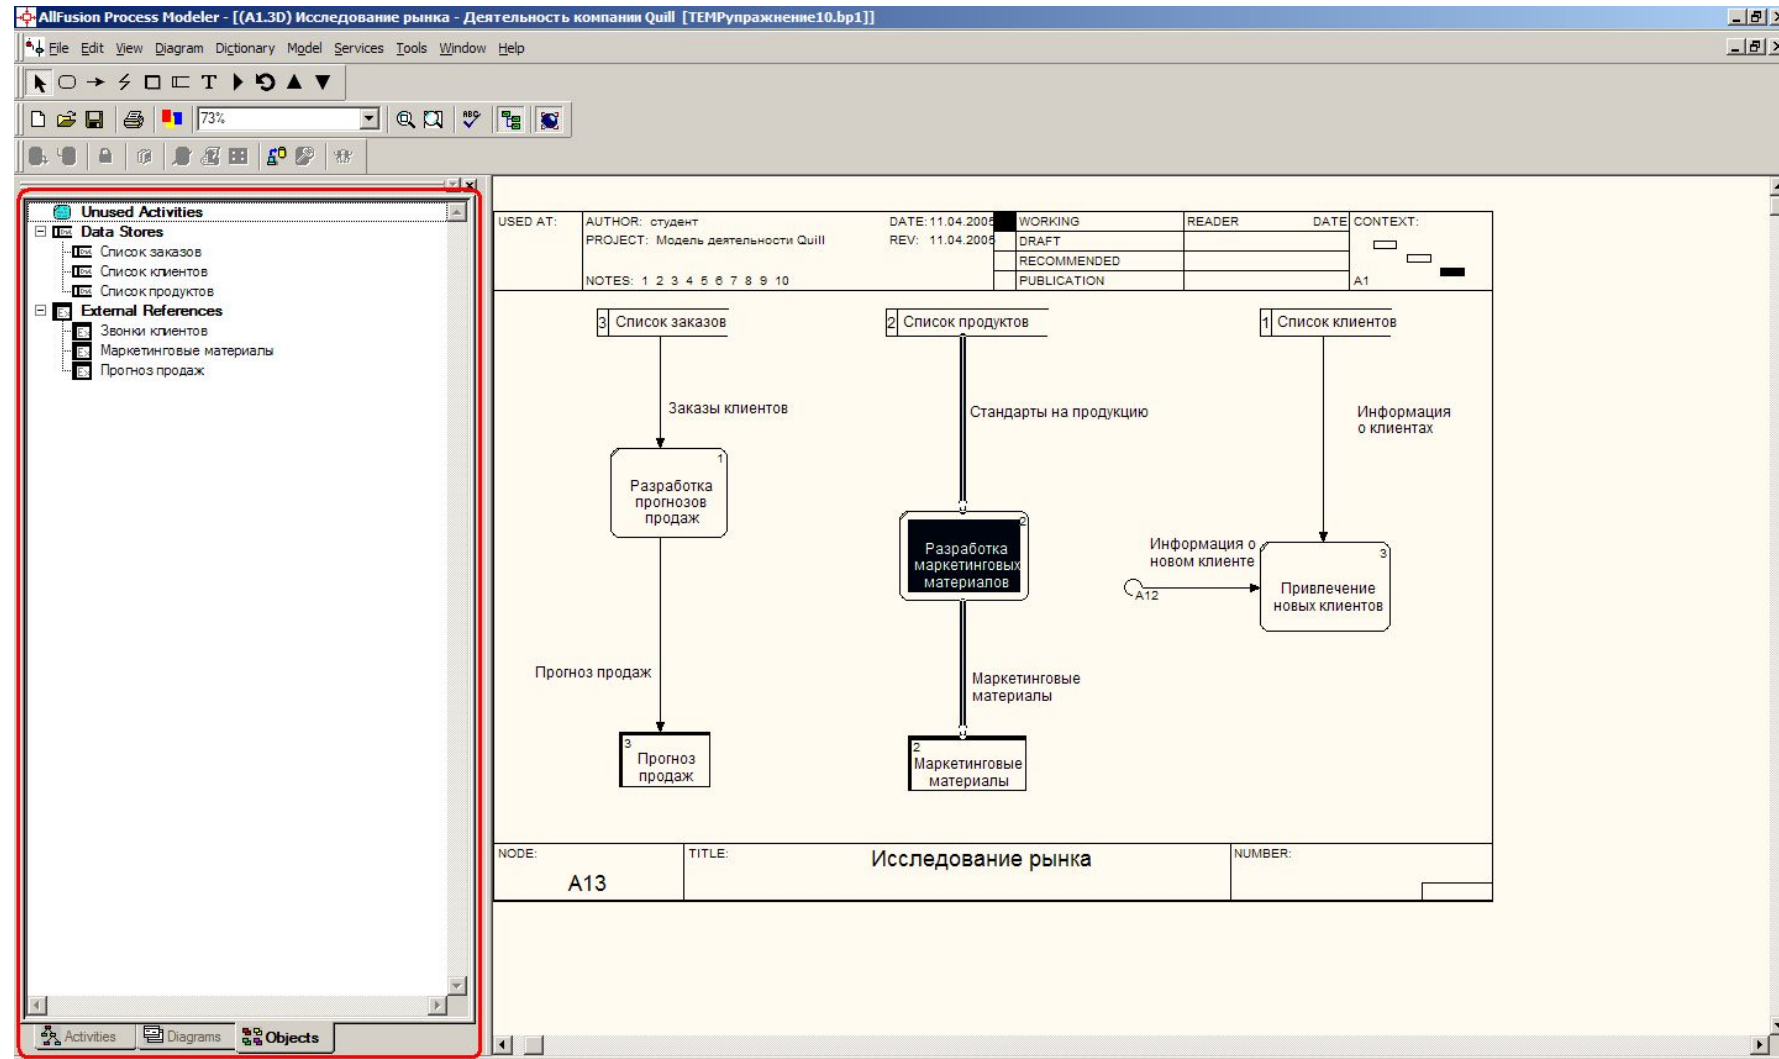 AllFusion Process Modeler - [(A1.3D) Исследование рынка - Деятельность компании Quill [TEMPупражнение10.bp1]]
File Edit View Diagram Dictionary Model Services Tools Window Help
T
73%
ABC
Unused Activities
Data Stores
Список заказов
Список клиентов
Список продуктов
External References
Звонки клиентов
Маркетинговые материалы
Прогноз продаж
Activities Diagrams Objects
USED AT: AUTHOR: студент DATE: 11.04.2005 WORKING READER DATE CONTEXT:
PROJECT: Модель деятельности Quill REV: 11.04.2005 DRAFT
RECOMMENDED
NOTES: 1 2 3 4 5 6 7 8 9 10 PUBLICATION A1
3 Список заказов
2 Список продуктов
1 Список клиентов
Заказы клиентов
Стандарты на продукцию
Информация
о клиентах
1
Разработка
прогнозов
продаж
2
Разработка
маркетинговых
материалов
Информация о
новом клиенте
A12
3
Привлечение
новых клиентов
Прогноз продаж
Маркетинговые
материалы
3
Прогноз
продаж
2
Маркетинговые
материалы
NODE: TITLE: NUMBER:
A13 Исследование рынка